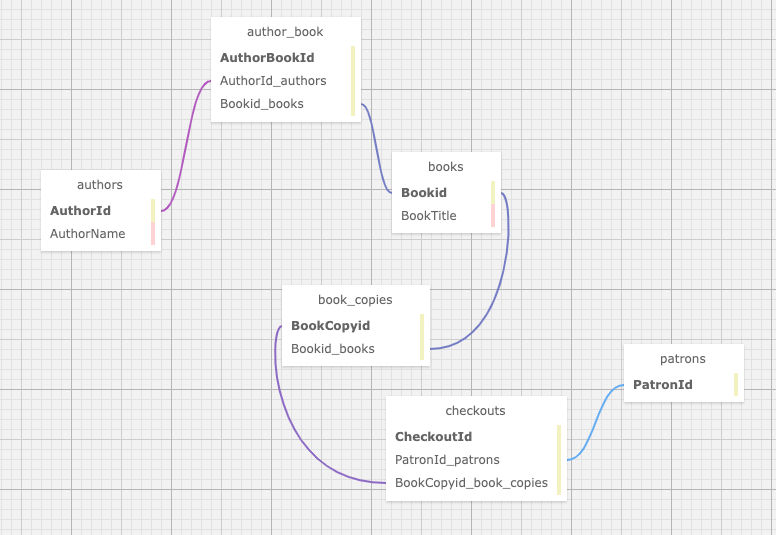 author_book
AuthorBookId
AuthorId_authors
Bookid_books
books
Bookid
BookTitle
authors
AuthorId
AuthorName
book_copies
BookCopyid
Bookid_books
patrons
PatronId
checkouts
CheckoutId
PatronId_patrons
BookCopyid_book_copies